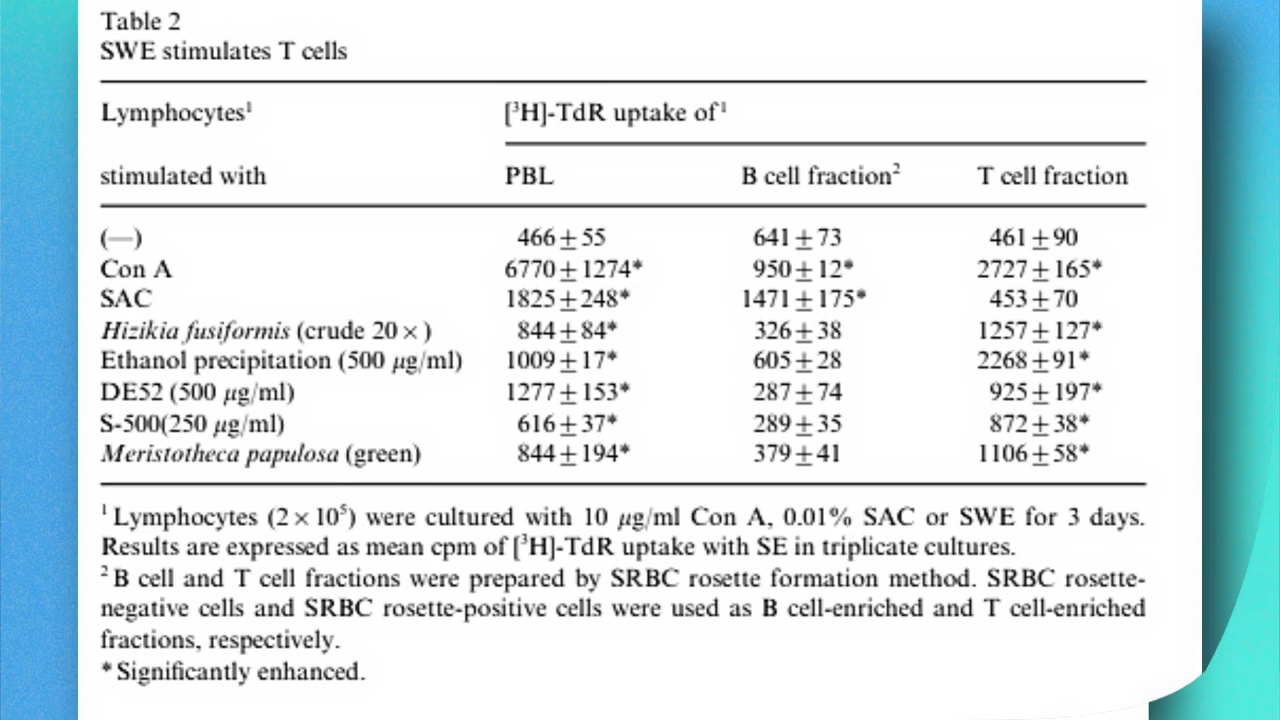 Table 2
SWE stimulates T cells
Lymphocytes¹ [³H]-TdR uptake of¹
stimulated with PBL B cell fraction² T cell fraction
(—) 466±55 641±73 461±90
Con A 6770±1274* 950±12* 2727±165*
SAC 1825±248* 1471±175* 453±70
Hizikia fusiformis (crude 20×) 844±84* 326±38 1257±127*
Ethanol precipitation (500 μg/ml) 1009±17* 605±28 2268±91*
DE52 (500 μg/ml) 1277±153* 287±74 925±197*
S-500(250 μg/ml) 616±37* 289±35 872±38*
Meristotheca papulosa (green) 844±194* 379±41 1106±58*
¹ Lymphocytes (2×10⁵) were cultured with 10 μg/ml Con A, 0.01% SAC or SWE for 3 days.
Results are expressed as mean cpm of [³H]-TdR uptake with SE in triplicate cultures.
² B cell and T cell fractions were prepared by SRBC rosette formation method. SRBC rosette-
negative cells and SRBC rosette-positive cells were used as B cell-enriched and T cell-enriched
fractions, respectively.
* Significantly enhanced.